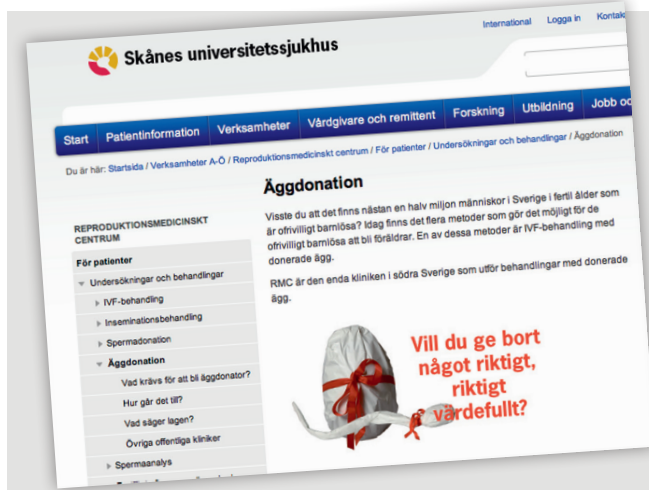 International Logga in
Skånes universitetssjukhus
Start Patientinformation Verksamheter Vårdgivare och remittent Forskning Utbildning Jobb oc
Du är här: Startsida / Verksamheter A-Ö / Reproduktionsmedicinskt centrum / För patienter / Undersökningar och behandlingar / Äggdonation
Äggdonation
Visste du att det finns nästan en halv miljon människor i Sverige i fertil ålder som
är ofrivilligt barnlösa? Idag finns det flera metoder som gör det möjligt för de
ofrivilligt barnlösa att bli föräldrar. En av dessa metoder är IVF-behandling med
donerade ägg.
RMC är den enda kliniken i södra Sverige som utför behandlingar med donerade
ägg.
Vill du ge bort
något riktigt,
riktigt
värdefullt?
REPRODUKTIONSMEDICINSKT
CENTRUM
För patienter
Undersökningar och behandlingar
IVF-behandling
Inseminationsbehandling
Spermadonation
Äggdonation
Vad krävs för att bli äggdonator?
Hur går det till?
Vad säger lagen?
Övriga offentliga kliniker
Spermaanalys